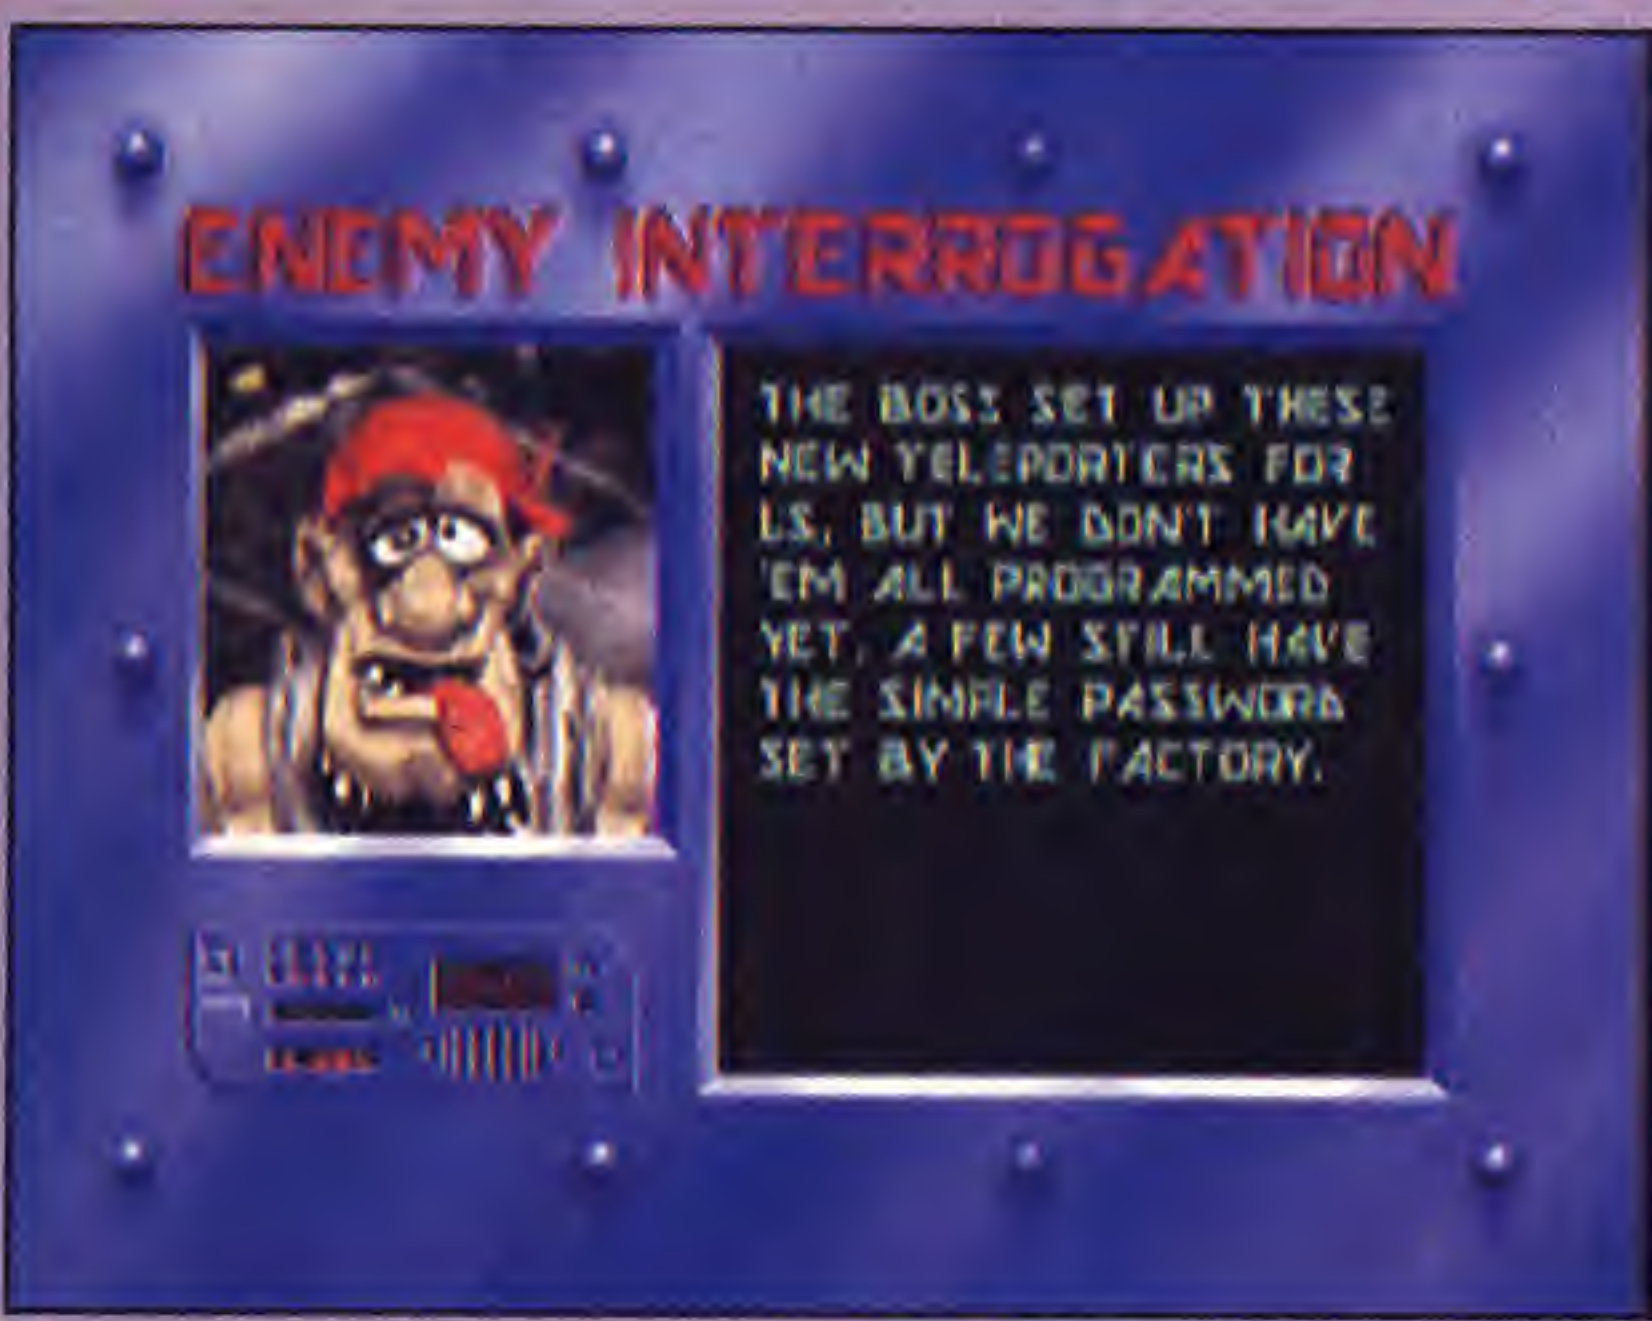 ENEMY INTERROGATION
THE BOSS SET UP THESE
NEW TELEPORTERS FOR
US, BUT WE DON'T HAVE
'EM ALL PROGRAMMED
YET. A FEW STILL HAVE
THE SIMPLE PASSWORD
SET BY THE FACTORY.